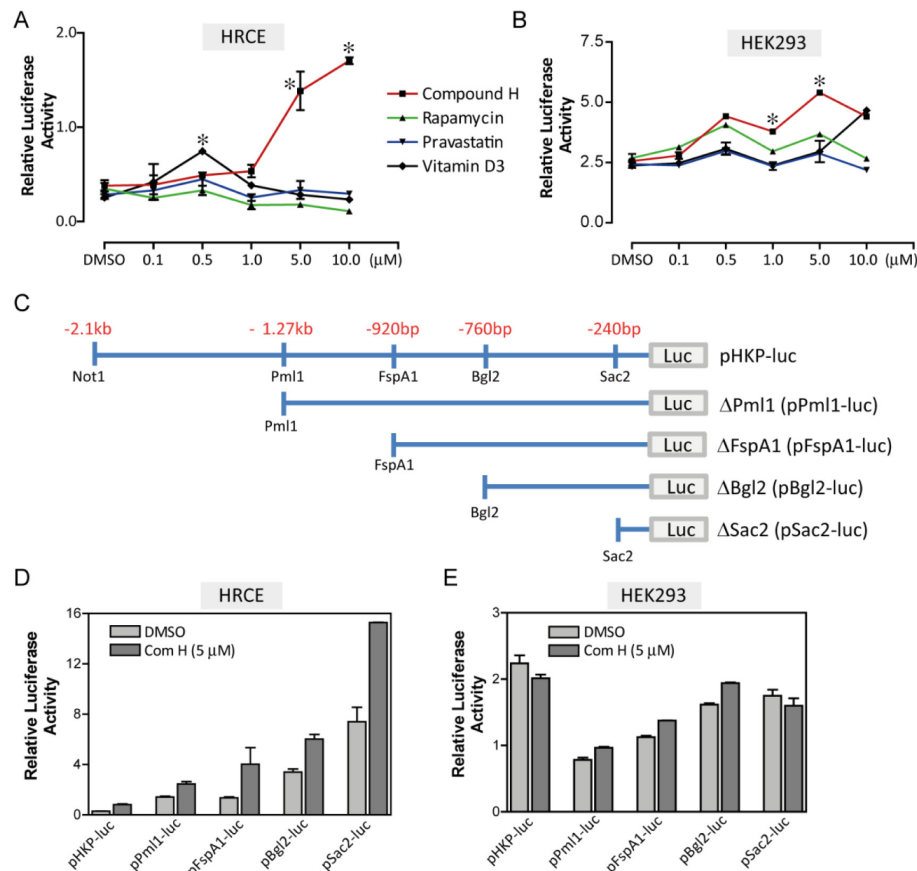 A
HRCE
Relative Luciferase
Activity
2.0
1.0
0.0
*
*
*
DMSO 0.1 0.5 1.0 5.0 10.0 (μM)
Compound H
Rapamycin
Pravastatin
Vitamin D3
B
HEK293
Relative Luciferase
Activity
7.5
5.0
2.5
0.0
*
*
DMSO 0.1 0.5 1.0 5.0 10.0 (μM)
C
-2.1kb - 1.27kb -920bp -760bp -240bp
Luc pHKP-luc
Not1 Pml1 FspA1 Bgl2 Sac2
Luc ΔPml1 (pPml1-luc)
Pml1
Luc ΔFspA1 (pFspA1-luc)
FspA1
Luc ΔBgl2 (pBgl2-luc)
Bgl2
Luc ΔSac2 (pSac2-luc)
Sac2
D
HRCE
Relative Luciferase
Activity
16
12
8
4
0
DMSO
Com H (5 μM)
pHKP-luc pPml1-luc pFspA1-luc pBgl2-luc pSac2-luc
E
HEK293
Relative Luciferase
Activity
3
2
1
0
DMSO
Com H (5 μM)
pHKP-luc pPml1-luc pFspA1-luc pBgl2-luc pSac2-luc